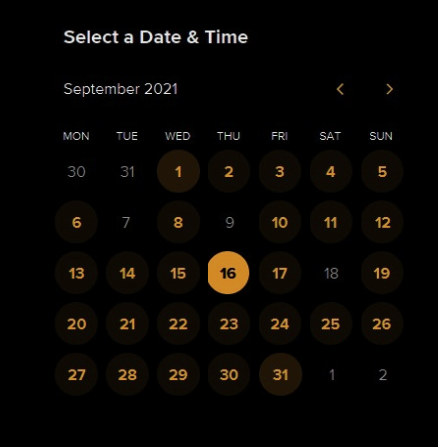 Select a Date & Time
September 2021
MON TUE WED THU FRI SAT SUN
30 31 1 2 3 4 5
6 7 8 9 10 11 12
13 14 15 16 17 18 19
20 21 22 23 24 25 26
27 28 29 30 31 1 2